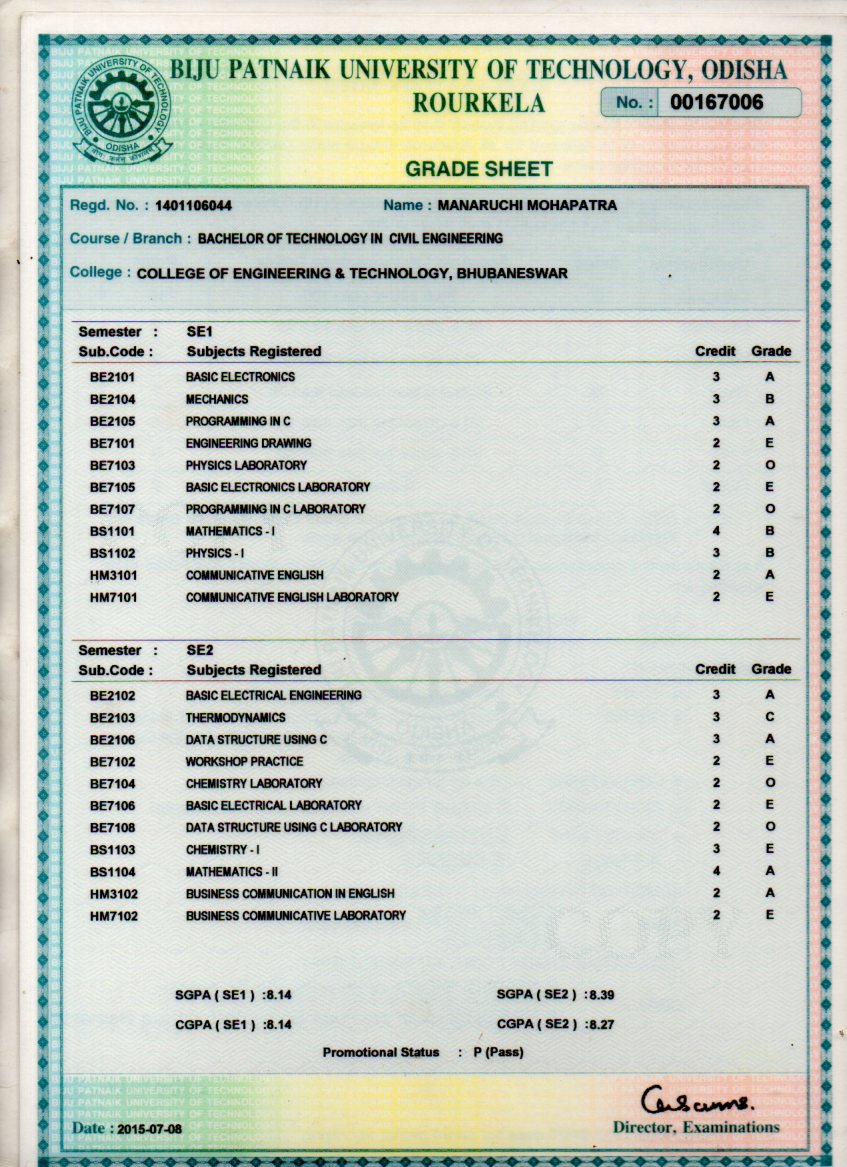 BIJU PATNAIK UNIVERSITY OF TECHNOLOGY, ODISHA
ROURKELA
No. : 00167006
BIJU PATNAIK UNIVERSITY OF TECHNOLOGY
ODISHA
GRADE SHEET
Regd. No. : 1401106044 Name : MANARUCHI MOHAPATRA
Course / Branch : BACHELOR OF TECHNOLOGY IN CIVIL ENGINEERING
College : COLLEGE OF ENGINEERING & TECHNOLOGY, BHUBANESWAR
Semester : SE1
Sub.Code : Subjects Registered Credit Grade
BE2101 BASIC ELECTRONICS 3 A
BE2104 MECHANICS 3 B
BE2105 PROGRAMMING IN C 3 A
BE7101 ENGINEERING DRAWING 2 E
BE7103 PHYSICS LABORATORY 2 O
BE7105 BASIC ELECTRONICS LABORATORY 2 E
BE7107 PROGRAMMING IN C LABORATORY 2 O
BS1101 MATHEMATICS - I 4 B
BS1102 PHYSICS - I 3 B
HM3101 COMMUNICATIVE ENGLISH 2 A
HM7101 COMMUNICATIVE ENGLISH LABORATORY 2 E
Semester : SE2
Sub.Code : Subjects Registered Credit Grade
BE2102 BASIC ELECTRICAL ENGINEERING 3 A
BE2103 THERMODYNAMICS 3 C
BE2106 DATA STRUCTURE USING C 3 A
BE7102 WORKSHOP PRACTICE 2 E
BE7104 CHEMISTRY LABORATORY 2 O
BE7106 BASIC ELECTRICAL LABORATORY 2 E
BE7108 DATA STRUCTURE USING C LABORATORY 2 O
BS1103 CHEMISTRY - I 3 E
BS1104 MATHEMATICS - II 4 A
HM3102 BUSINESS COMMUNICATION IN ENGLISH 2 A
HM7102 BUSINESS COMMUNICATIVE LABORATORY 2 E
COPY
SGPA ( SE1 ) :8.14 SGPA ( SE2 ) :8.39
CGPA ( SE1 ) :8.14 CGPA ( SE2 ) :8.27
Promotional Status : P (Pass)
Date : 2015-07-08 Director, Examinations